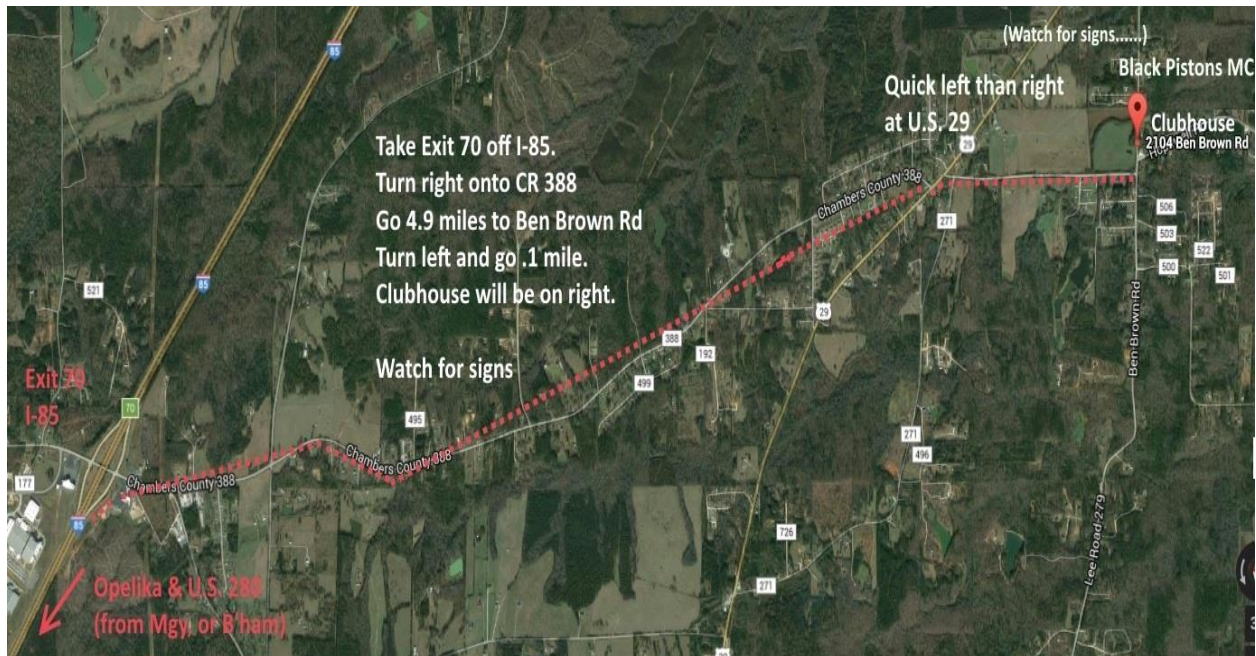 (Watch for signs......)
Black Pistons MC
Clubhouse
2104 Ben Brown Rd
Quick left than right
at U.S. 29
Take Exit 70 off I-85.
Turn right onto CR 388
Go 4.9 miles to Ben Brown Rd
Turn left and go .1 mile.
Clubhouse will be on right.
Watch for signs
Exit 70
I-85
Opelika & U.S. 280
(from Mgy, or B'ham)
85
85
85
70
521
177
495
Chambers County 388
Chambers County 388
Chambers County 388
388
499
192
29
29
271
271
496
726
271
506
503
522
500
501
Ben Brown Rd
Lee Road 279